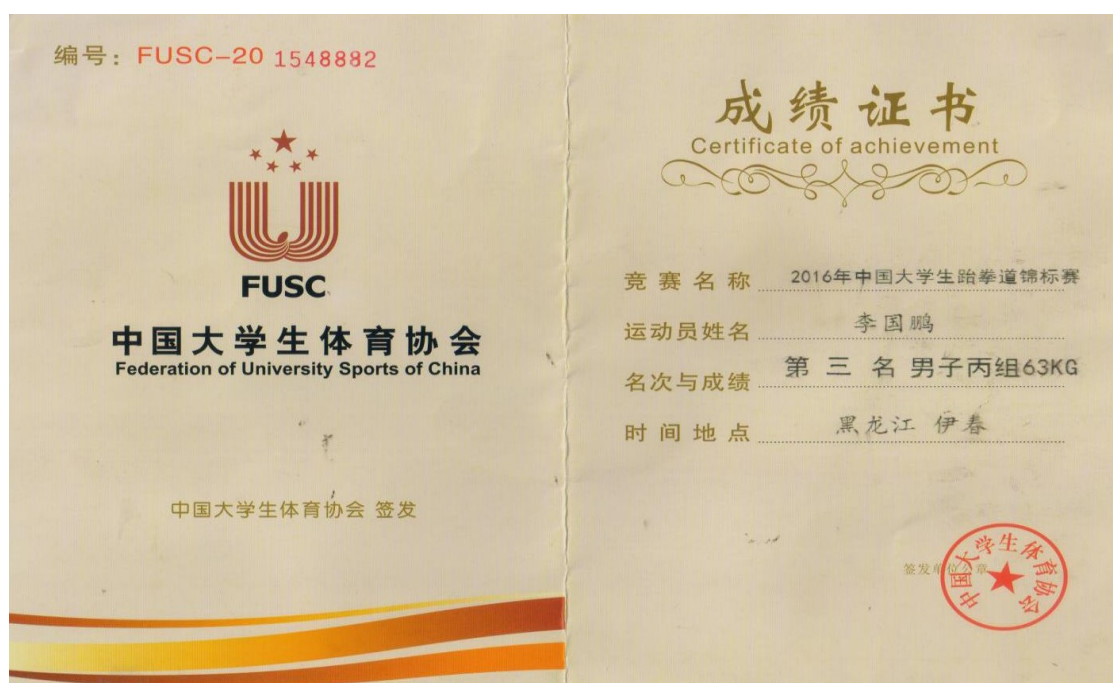 编号：FUSC-20 1548882
FUSC
中国大学生体育协会
Federation of University Sports of China
中国大学生体育协会 签发
成绩证书
Certificate of achievement
竞赛名称 2016年中国大学生跆拳道锦标赛
运动员姓名 李国鹏
名次与成绩 第三名 男子丙组63KG
时间地点 黑龙江 伊春
签发单位公章
中国大学生体育协会